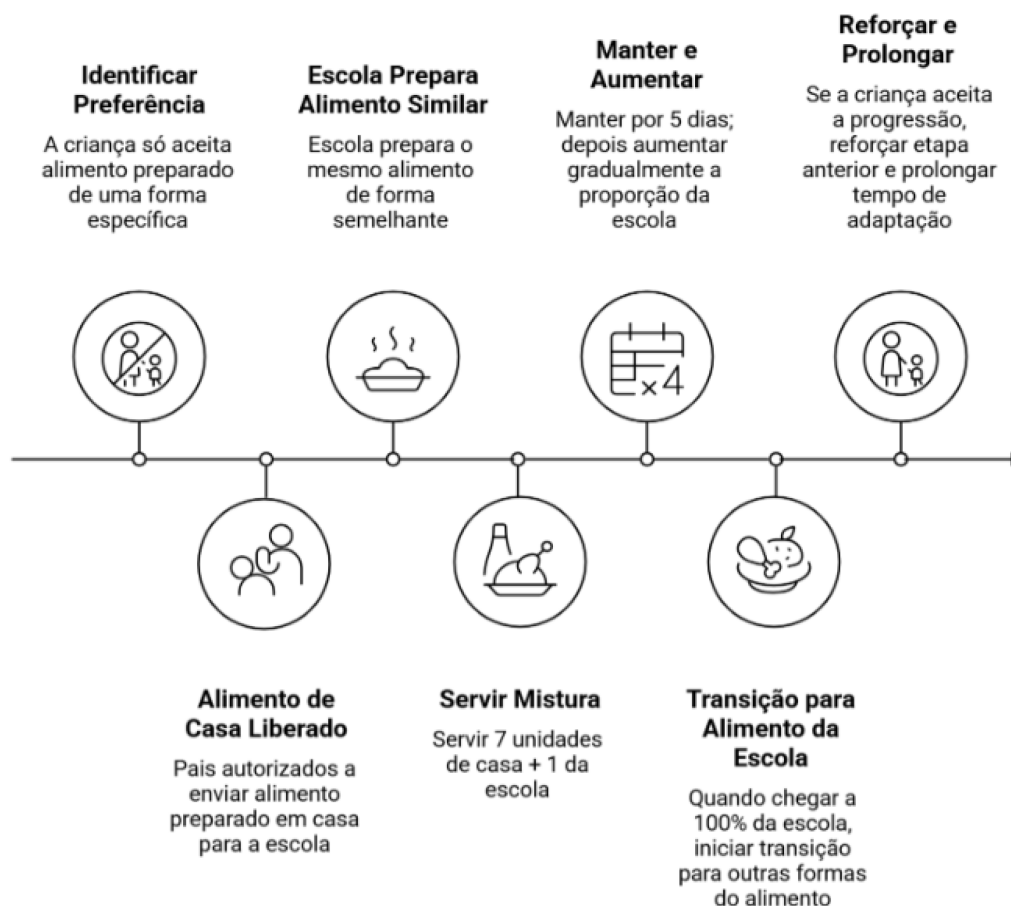 Identificar
Preferência
A criança só aceita
alimento preparado
de uma forma
específica
Alimento de
Casa Liberado
Pais autorizados a
enviar alimento
preparado em casa
para a escola
Escola Prepara
Alimento Similar
Escola prepara o
mesmo alimento
de forma
semelhante
Servir Mistura
Servir 7 unidades
de casa + 1 da
escola
Manter e
Aumentar
Manter por 5 dias;
depois aumentar
gradualmente a
proporção da
escola
×4
Transição para
Alimento da
Escola
Quando chegar a
100% da escola,
iniciar transição
para outras formas
do alimento
Reforçar e
Prolongar
Se a criança aceita
a progressão,
reforçar etapa
anterior e prolongar
tempo de
adaptação